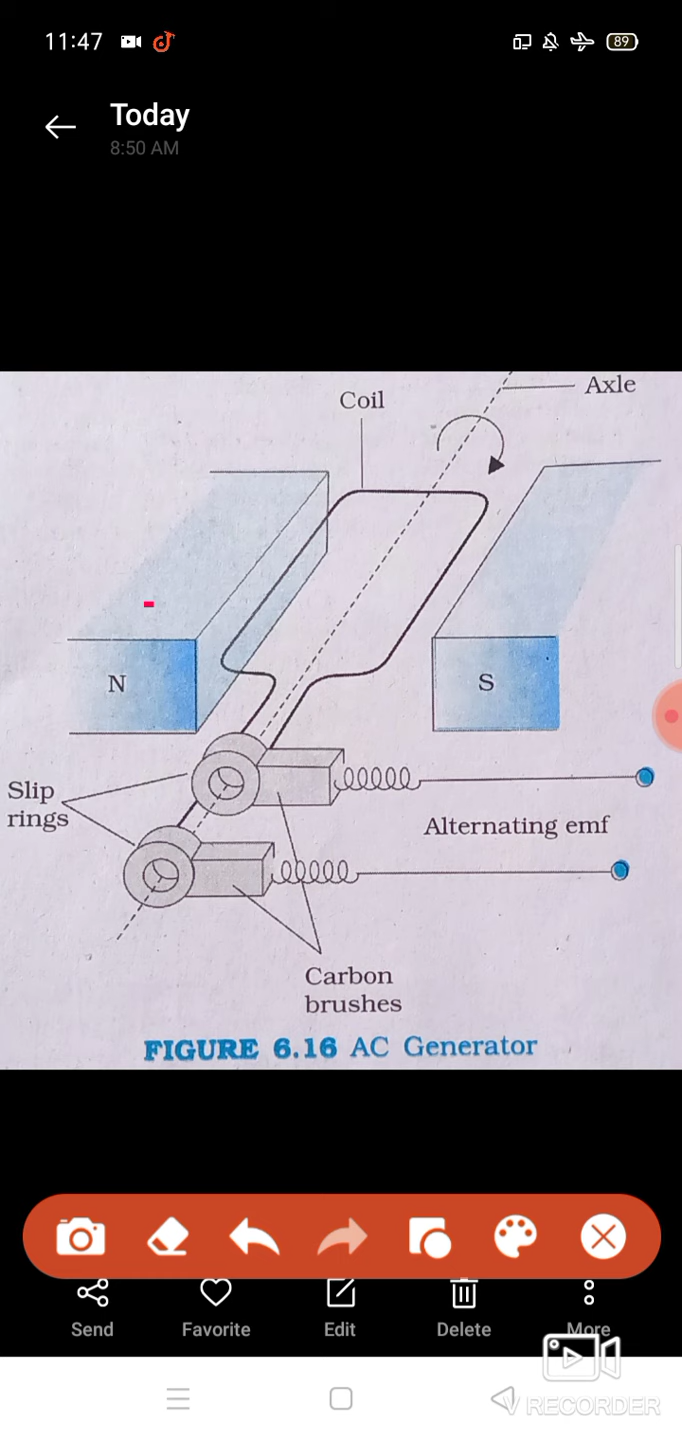 11:47
89
Today
8:50 AM
Axle
Coil
N
S
Slip
rings
Alternating emf
Carbon
brushes
FIGURE 6.16 AC Generator
Send
Favorite
Edit
Delete
More
V RECORDER